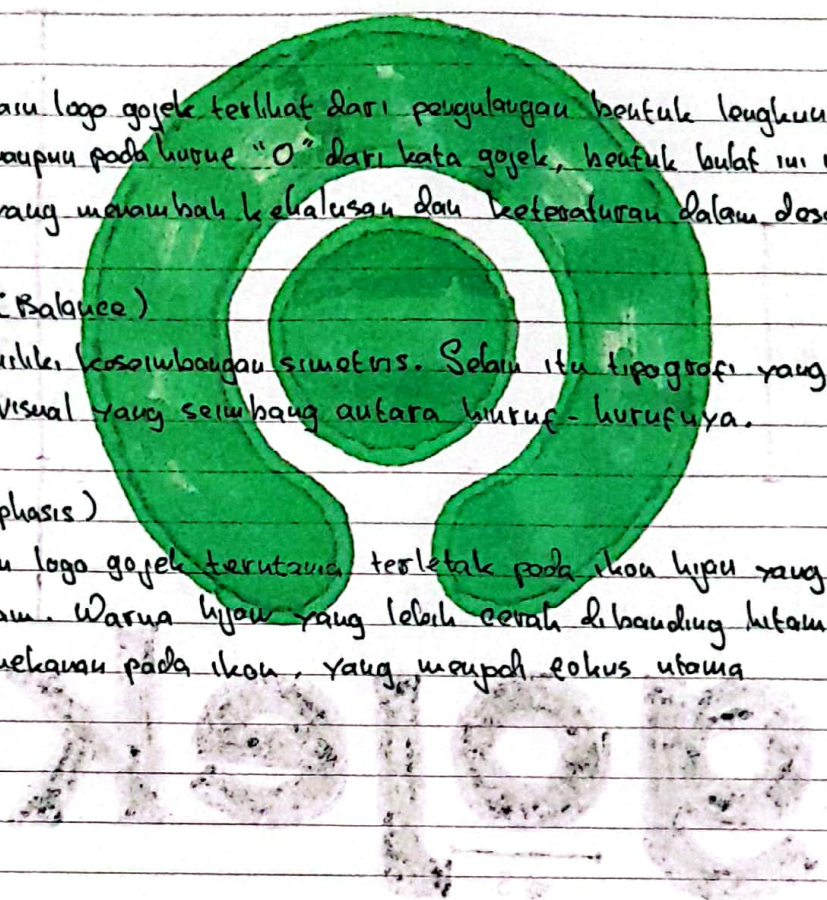 logo gojek terlihat dari pengulangan bentuk lengkun
pada huruf "O" dari kata gojek, bentuk bulat ini
yang menambah kehalusan dan keteraturan dalam desa
(Balance)
miliki keseimbangan simetris. Selain itu tipografi yang
visual yang seimbang antara huruf-hurufnya.
phasis)
logo gojek terutama terletak pada ikon hijau yang
am. Warna hijau yang lebih cerah dibanding hitam
nekanan pada ikon, yang menjadi fokus utama
gojek